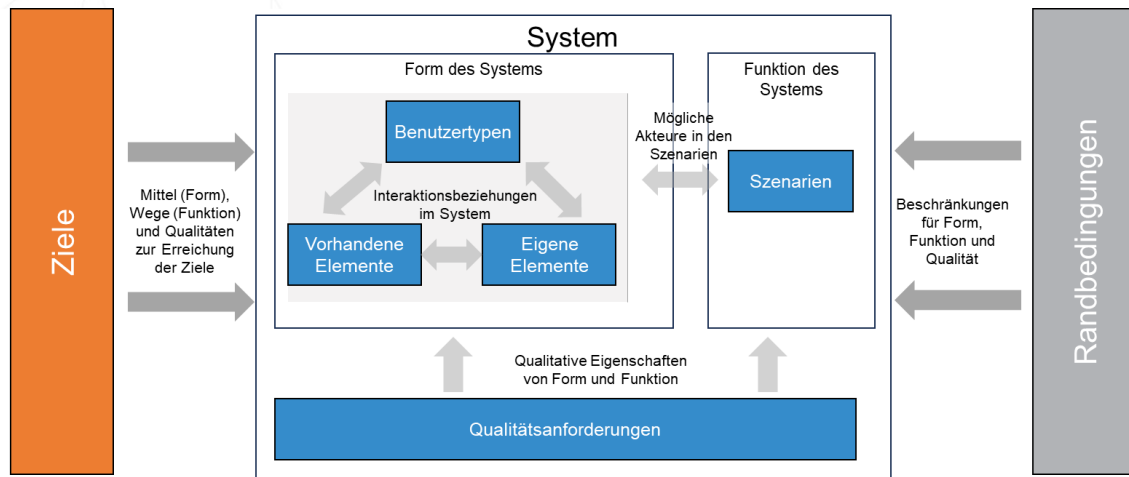 System
Form des Systems
Funktion des
Systems
Benutzertypen
Mögliche
Akteure in den
Szenarien
Szenarien
Interaktionsbeziehungen
im System
Vorhandene
Elemente
Eigene
Elemente
Ziele
Mittel (Form),
Wege (Funktion)
und Qualitäten
zur Erreichung
der Ziele
Beschränkungen
für Form,
Funktion und
Qualität
Randbedingungen
Qualitative Eigenschaften
von Form und Funktion
Qualitätsanforderungen